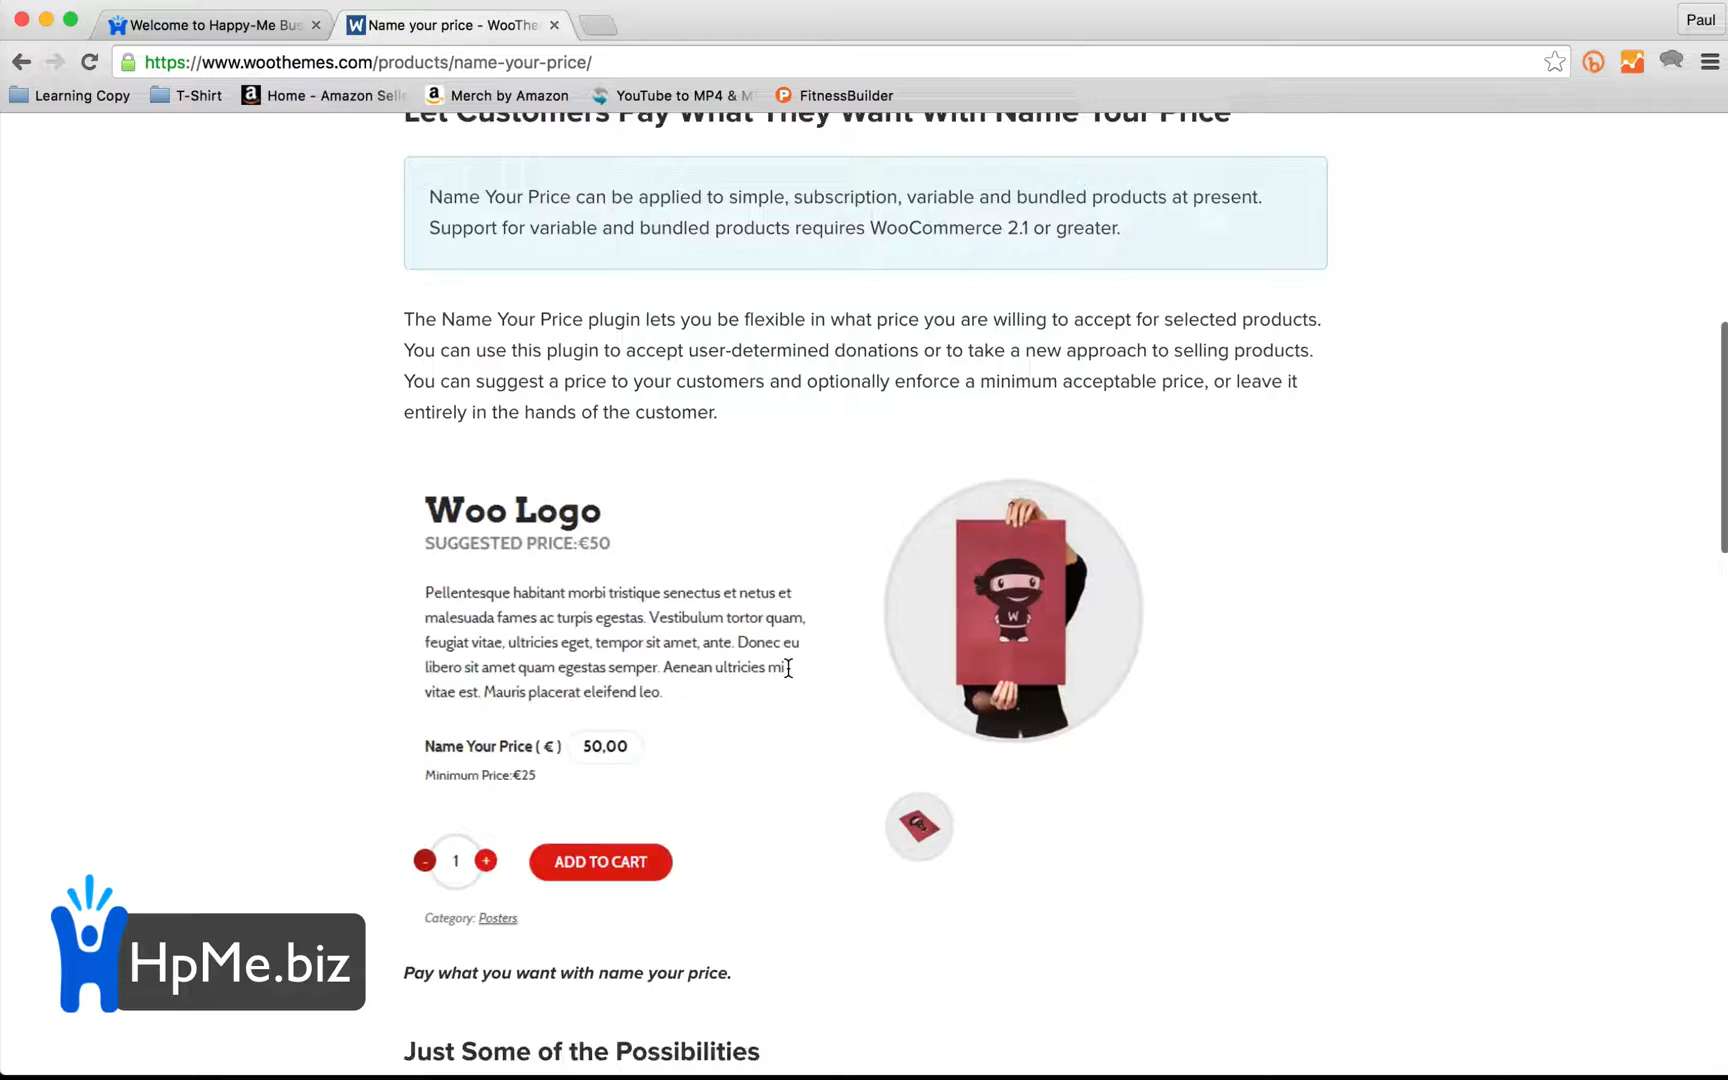 Welcome to Happy-Me Bus
Name your price - WooThe
Paul
https://www.woothemes.com/products/name-your-price/
Learning Copy
T-Shirt
Home - Amazon Selle
Merch by Amazon
YouTube to MP4 & M
FitnessBuilder
Let Customers Pay What They Want With Name Your Price
Name Your Price can be applied to simple, subscription, variable and bundled products at present.
Support for variable and bundled products requires WooCommerce 2.1 or greater.
The Name Your Price plugin lets you be flexible in what price you are willing to accept for selected products.
You can use this plugin to accept user-determined donations or to take a new approach to selling products.
You can suggest a price to your customers and optionally enforce a minimum acceptable price, or leave it
entirely in the hands of the customer.
Woo Logo
SUGGESTED PRICE:€50
Pellentesque habitant morbi tristique senectus et netus et
malesuada fames ac turpis egestas. Vestibulum tortor quam,
feugiat vitae, ultricies eget, tempor sit amet, ante. Donec eu
libero sit amet quam egestas semper. Aenean ultricies mi
vitae est. Mauris placerat eleifend leo.
W
Name Your Price ( € ) 50,00
Minimum Price:€25
- 1 + ADD TO CART
Category: Posters
HpMe.biz
Pay what you want with name your price.
Just Some of the Possibilities